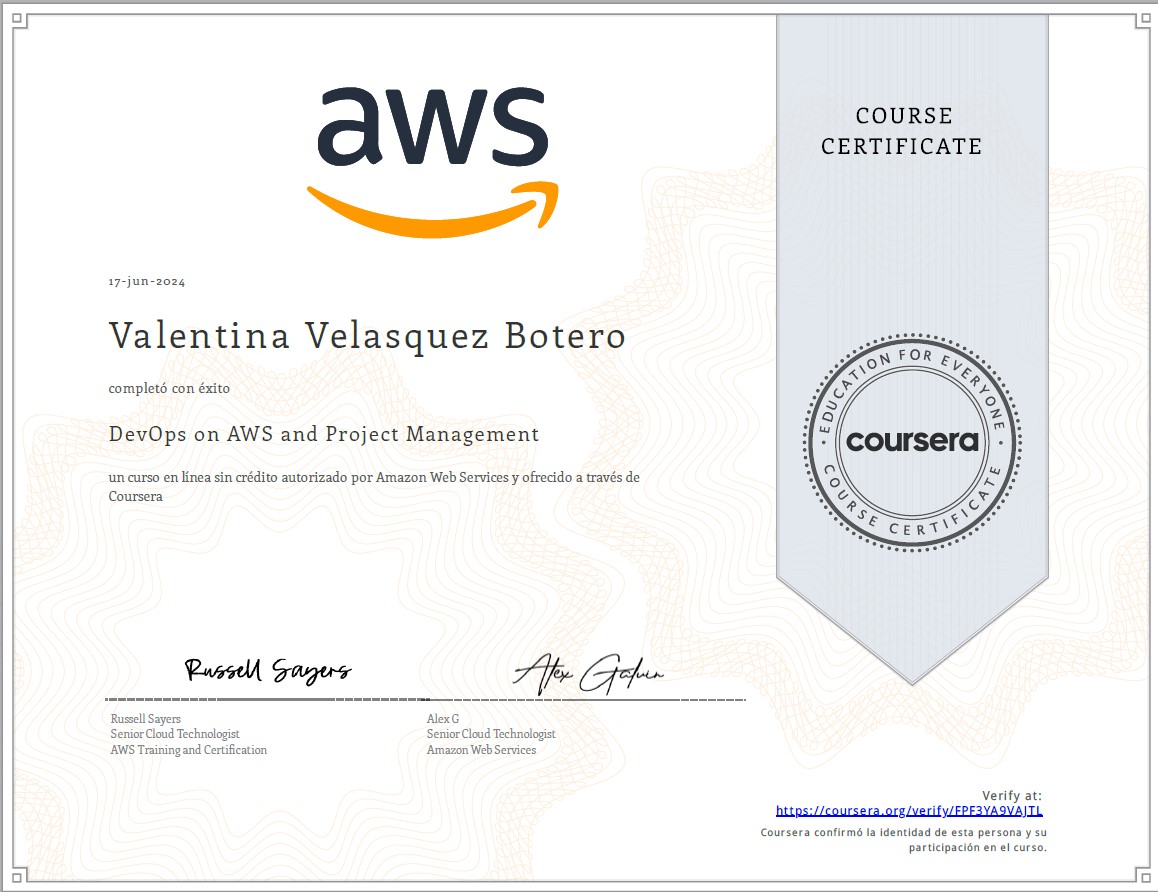 aws
COURSE
CERTIFICATE
17-jun-2024
Valentina Velasquez Botero
completó con éxito
DevOps on AWS and Project Management
un curso en línea sin crédito autorizado por Amazon Web Services y ofrecido a través de
Coursera
EDUCATION FOR EVERYONE
coursera
COURSE CERTIFICATE
Russell Sayers
Alex Galvin
Russell Sayers
Senior Cloud Technologist
AWS Training and Certification
Alex G
Senior Cloud Technologist
Amazon Web Services
Verify at:
https://coursera.org/verify/FPF3YA9VAJTL
Coursera confirmó la identidad de esta persona y su
participación en el curso.